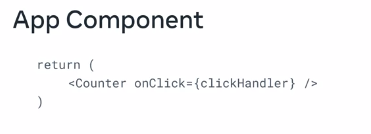 App Component
return (
<Counter onClick={clickHandler} />
)